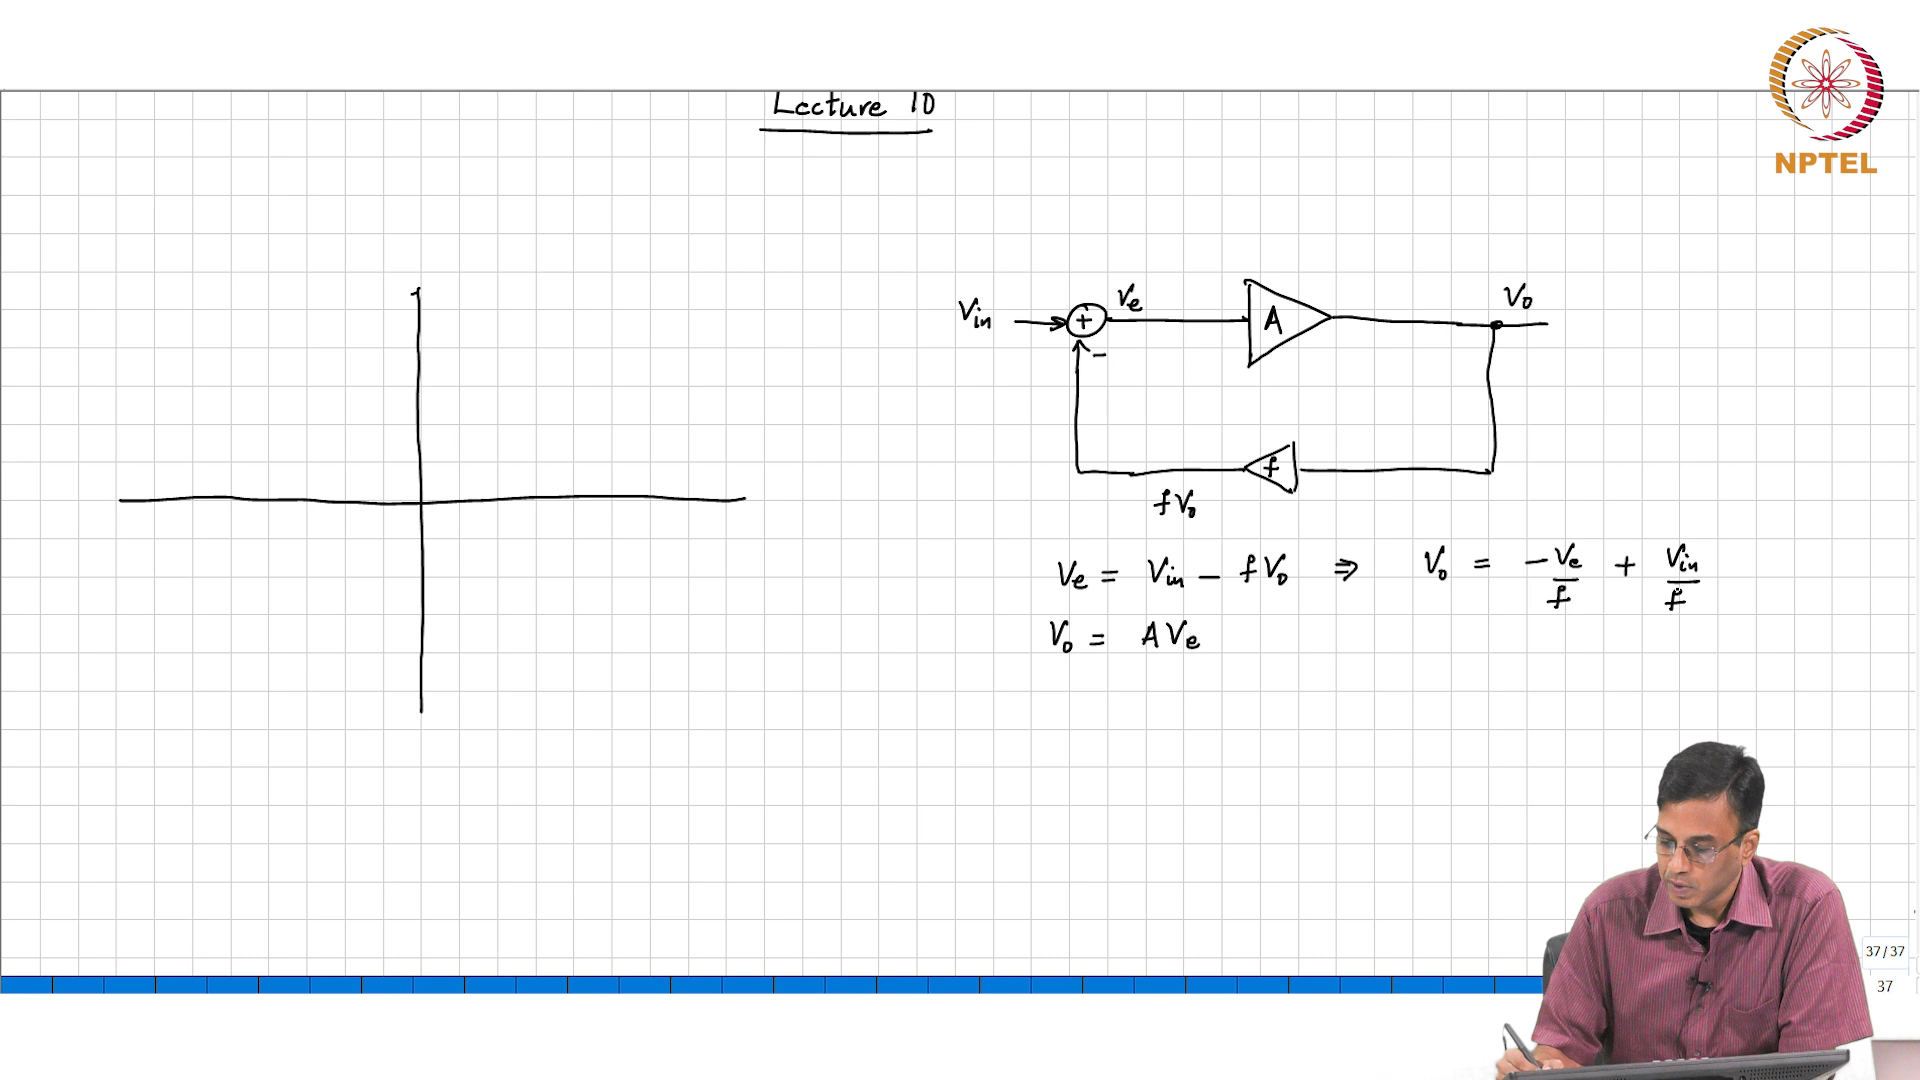 Lecture 10
NPTEL
Vin + Ve A Vo
-
f
fVo
Ve = Vin - fVo ⇒ Vo = -Ve/f + Vin/f
Vo = AVe
37/37
37